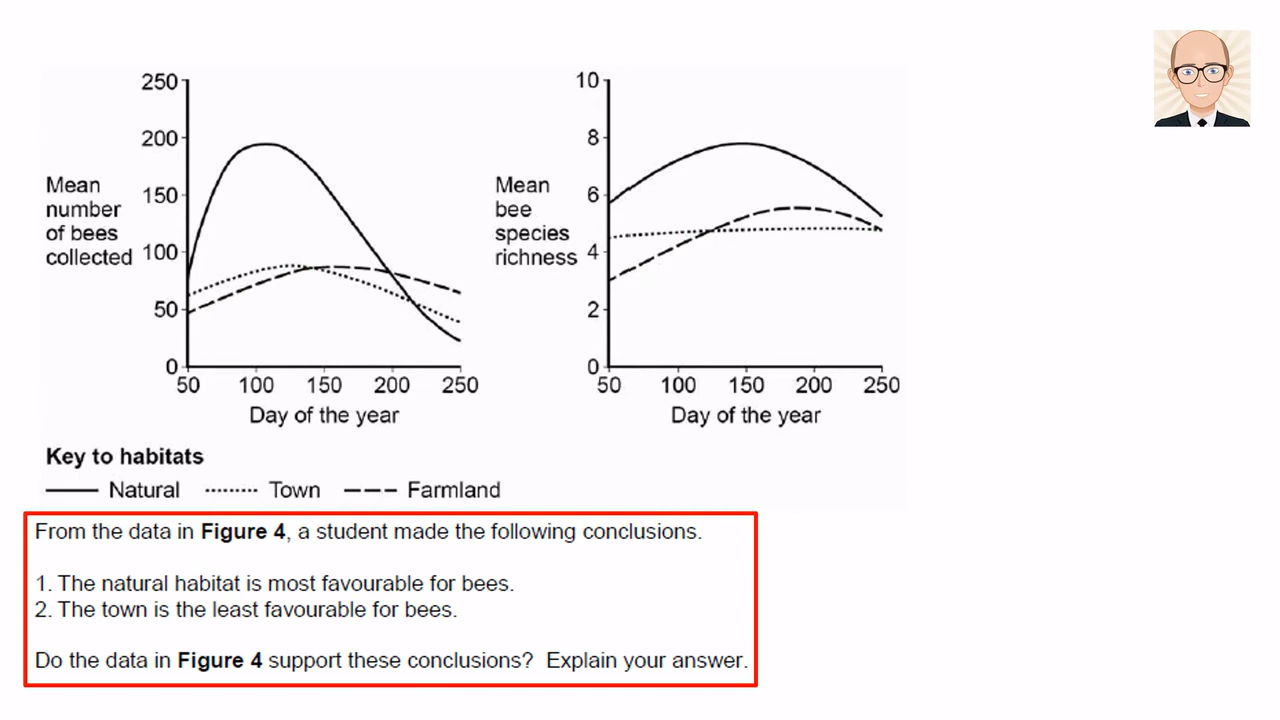 250
200
150
100
50
0
Mean
number
of bees
collected
50 100 150 200 250
Day of the year
10
8
6
4
2
0
Mean
bee
species
richness
50 100 150 200 250
Day of the year
Key to habitats
Natural Town Farmland
From the data in Figure 4, a student made the following conclusions.
1. The natural habitat is most favourable for bees.
2. The town is the least favourable for bees.
Do the data in Figure 4 support these conclusions? Explain your answer.